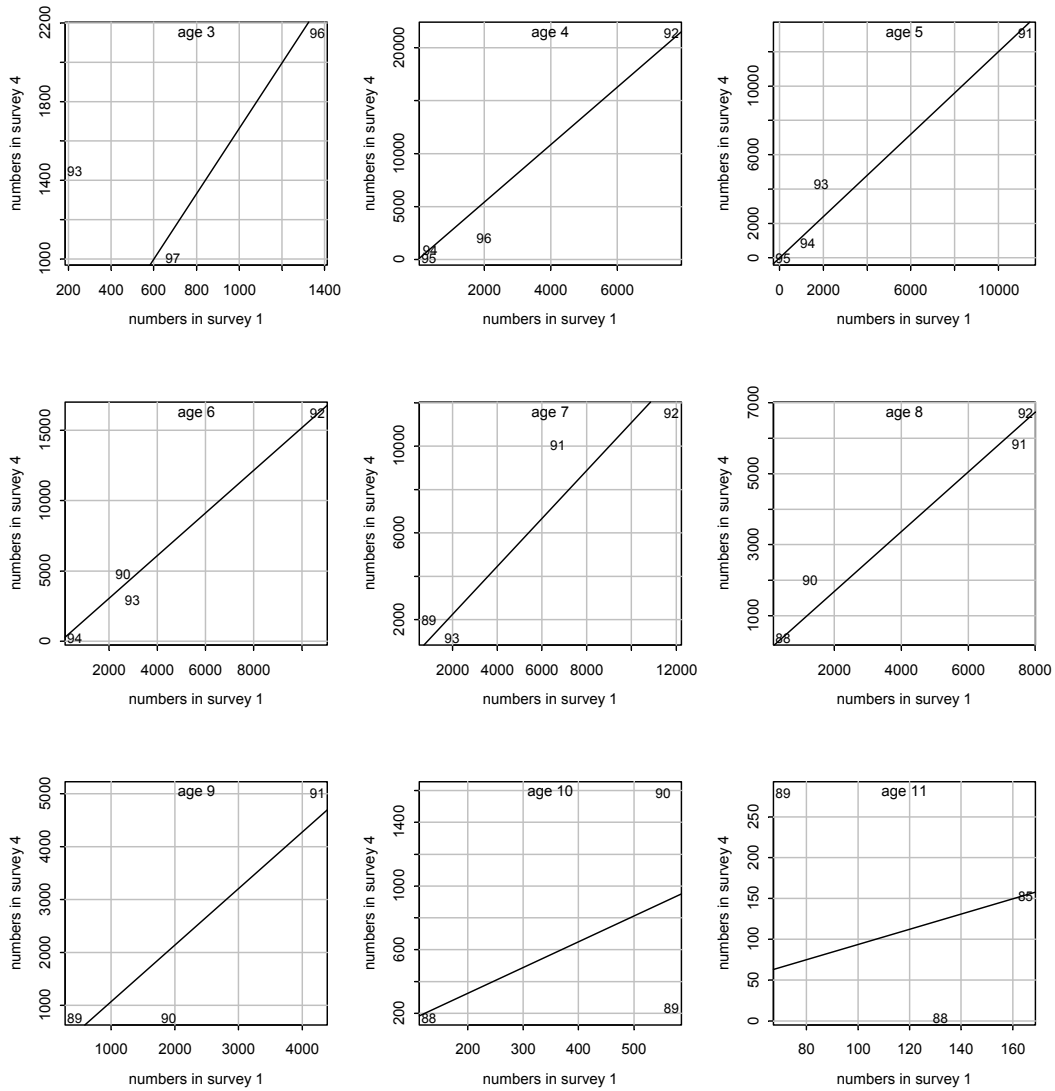 age 3
numbers in survey 4
1000 1400 1800 2200
93
96
97
200 400 600 800 1000 1400
numbers in survey 1
age 4
numbers in survey 4
0 5000 10000 20000
92
94
95
96
2000 4000 6000
numbers in survey 1
age 5
numbers in survey 4
0 2000 6000 10000
91
93
94
95
0 2000 6000 10000
numbers in survey 1
age 6
numbers in survey 4
0 5000 10000 15000
92
90
93
94
2000 4000 6000 8000
numbers in survey 1
age 7
numbers in survey 4
2000 6000 10000
92
91
89
93
2000 4000 6000 8000 12000
numbers in survey 1
age 8
numbers in survey 4
1000 3000 5000 7000
92
91
90
88
0 2000 4000 6000 8000
numbers in survey 1
age 9
numbers in survey 4
1000 2000 3000 4000 5000
91
89
90
1000 2000 3000 4000
numbers in survey 1
age 10
numbers in survey 4
200 600 1000 1400
90
89
88
200 300 400 500
numbers in survey 1
age 11
numbers in survey 4
0 50 100 150 200 250
89
85
88
80 100 120 140 160
numbers in survey 1